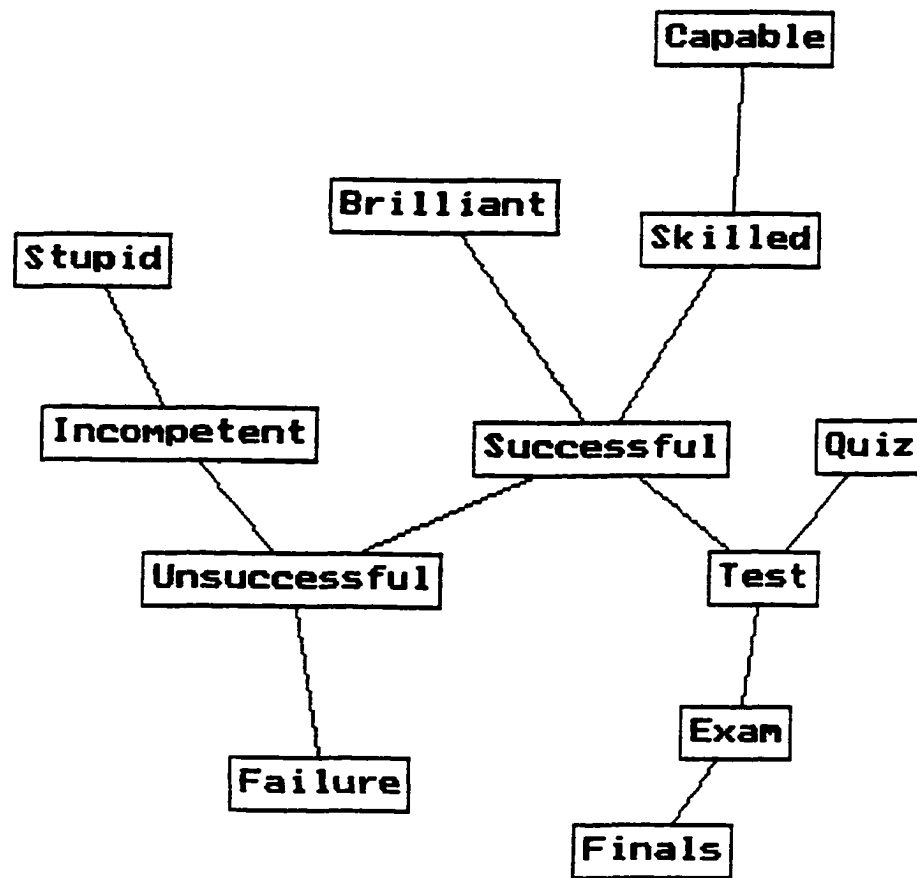 Capable
Brilliant
Skilled
Stupid
Incompetent
Successful
Quiz
Unsuccessful
Test
Exam
Failure
Finals